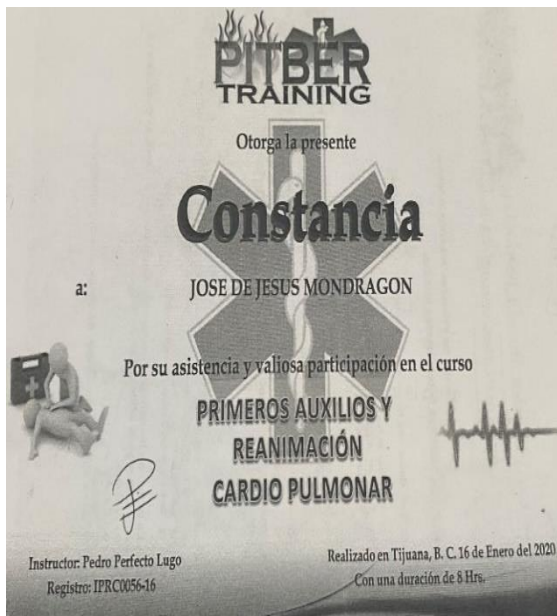 PITBER
TRAINING
Otorga la presente
Constancia
a: JOSE DE JESUS MONDRAGON
Por su asistencia y valiosa participación en el curso
PRIMEROS AUXILIOS Y
REANIMACIÓN
CARDIO PULMONAR
Instructor: Pedro Perfecto Lugo
Registro: IPRC0056-16
Realizado en Tijuana, B. C. 16 de Enero del 2020
Con una duración de 8 Hrs.